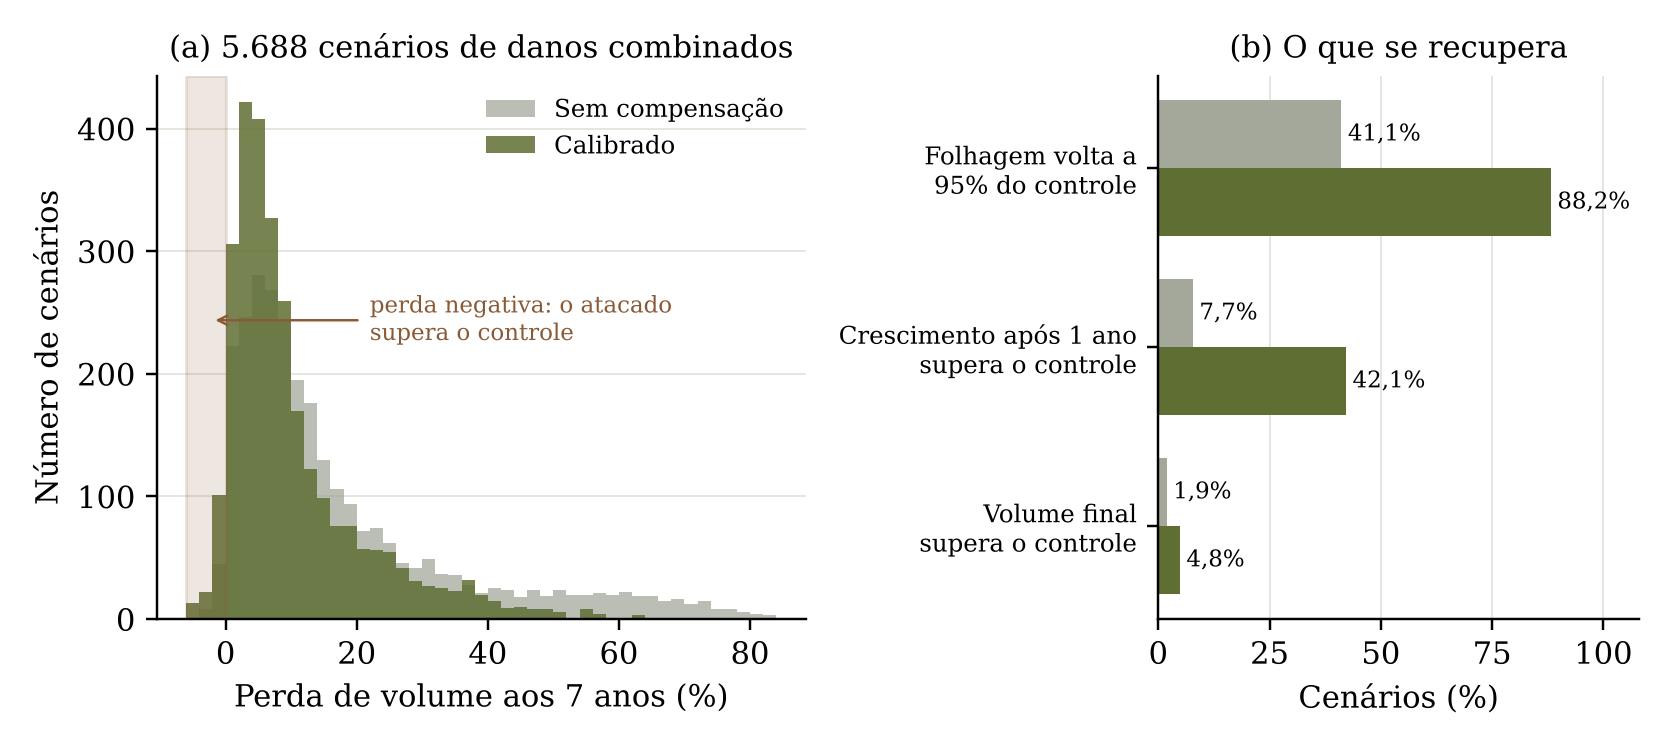 (a) 5.688 cenários de danos combinados
Número de cenários
400
300
200
100
0
Sem compensação
Calibrado
perda negativa: o atacado
supera o controle
0 20 40 60 80
Perda de volume aos 7 anos (%)
(b) O que se recupera
Folhagem volta a
95% do controle
41,1%
88,2%
Crescimento após 1 ano
supera o controle
7,7%
42,1%
Volume final
supera o controle
1,9%
4,8%
0 25 50 75 100
Cenários (%)